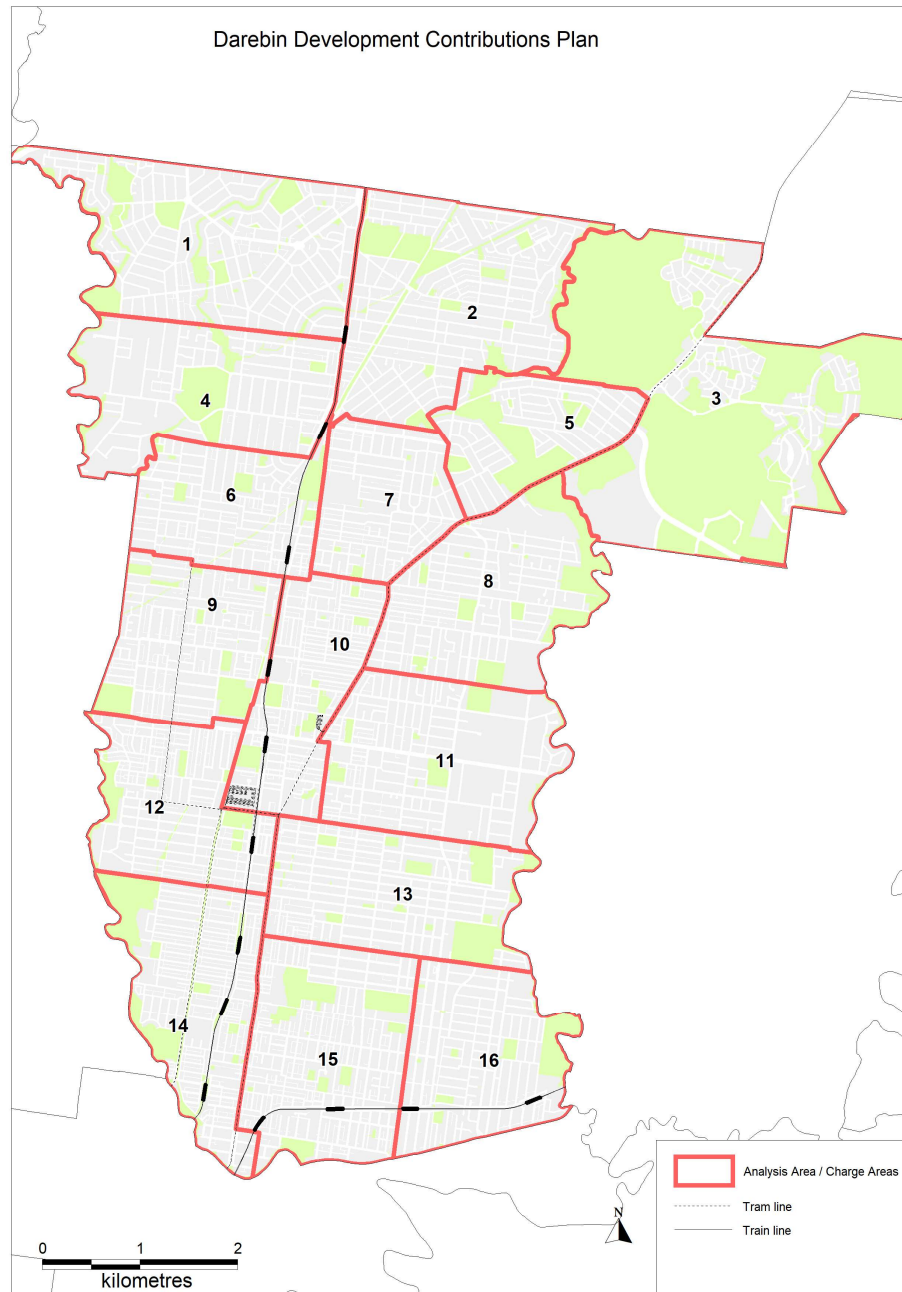 Darebin Development Contributions Plan
1
2
3
4
5
6
7
8
9
10
11
12
13
14
15
16
Analysis Area / Charge Areas
Tram line
Train line
N
0 1 2
kilometres